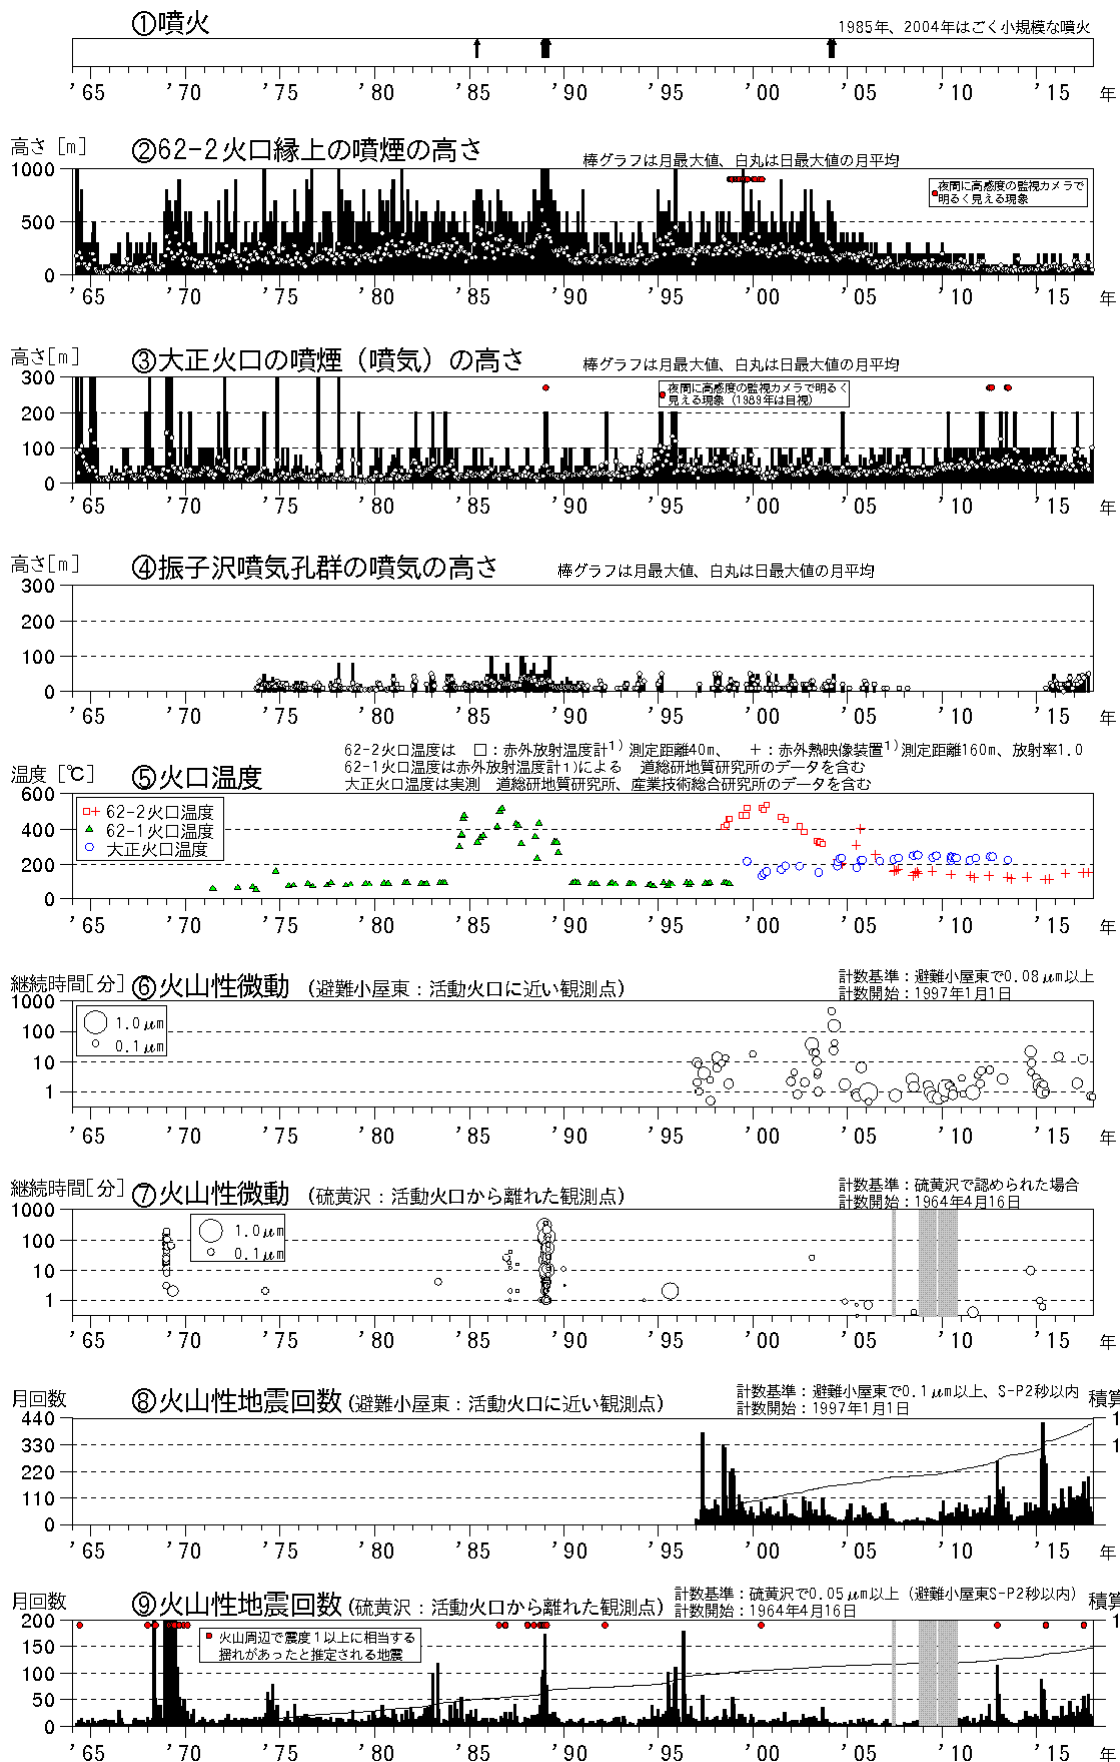 ①噴火
1985年、2004年はごく小規模な噴火
'65 '70 '75 '80 '85 '90 '95 '00 '05 '10 '15 年
高さ[m] ②62-2火口縁上の噴煙の高さ 棒グラフは月最大値、白丸は日最大値の月平均
1000
500
0
夜間に高感度の監視カメラで
明るく見える現象
'65 '70 '75 '80 '85 '90 '95 '00 '05 '10 '15 年
高さ[m] ③大正火口の噴煙（噴気）の高さ 棒グラフは月最大値、白丸は日最大値の月平均
300
200
100
0
夜間に高感度の監視カメラで明るく
見える現象（1989年は目視）
'65 '70 '75 '80 '85 '90 '95 '00 '05 '10 '15 年
高さ[m] ④振子沢噴気孔群の噴気の高さ 棒グラフは月最大値、白丸は日最大値の月平均
300
200
100
0
'65 '70 '75 '80 '85 '90 '95 '00 '05 '10 '15 年
62-2火口温度は □：赤外放射温度計1) 測定距離40m、 ＋：赤外熱映像装置1) 測定距離160m、放射率1.0
62-1火口温度は赤外放射温度計1)による 道総研地質研究所のデータを含む
大正火口温度は実測 道総研地質研究所、産業技術総合研究所のデータを含む
温度[℃] ⑤火口温度
600
400
200
0
□+ 62-2火口温度
▲ 62-1火口温度
○ 大正火口温度
'65 '70 '75 '80 '85 '90 '95 '00 '05 '10 '15 年
継続時間[分] ⑥火山性微動 （避難小屋東：活動火口に近い観測点）
計数基準：避難小屋東で0.08μm以上
計数開始：1997年1月1日
1000
100
10
1
1.0μm
0.1μm
'65 '70 '75 '80 '85 '90 '95 '00 '05 '10 '15 年
継続時間[分] ⑦火山性微動 （硫黄沢：活動火口から離れた観測点）
計数基準：硫黄沢で認められた場合
計数開始：1964年4月16日
1000
100
10
1
1.0μm
0.1μm
'65 '70 '75 '80 '85 '90 '95 '00 '05 '10 '15 年
月回数 ⑧火山性地震回数（避難小屋東：活動火口に近い観測点）
計数基準：避難小屋東で0.1μm以上、S-P2秒以内
計数開始：1997年1月1日
積算
440
330
220
110
0
1
1
'65 '70 '75 '80 '85 '90 '95 '00 '05 '10 '15 年
月回数 ⑨火山性地震回数（硫黄沢：活動火口から離れた観測点）
計数基準：硫黄沢で0.05μm以上（避難小屋東S-P2秒以内）
計数開始：1964年4月16日
積算
200
150
100
50
0
1
火山周辺で震度1以上に相当する
揺れがあったと推定される地震
'65 '70 '75 '80 '85 '90 '95 '00 '05 '10 '15 年